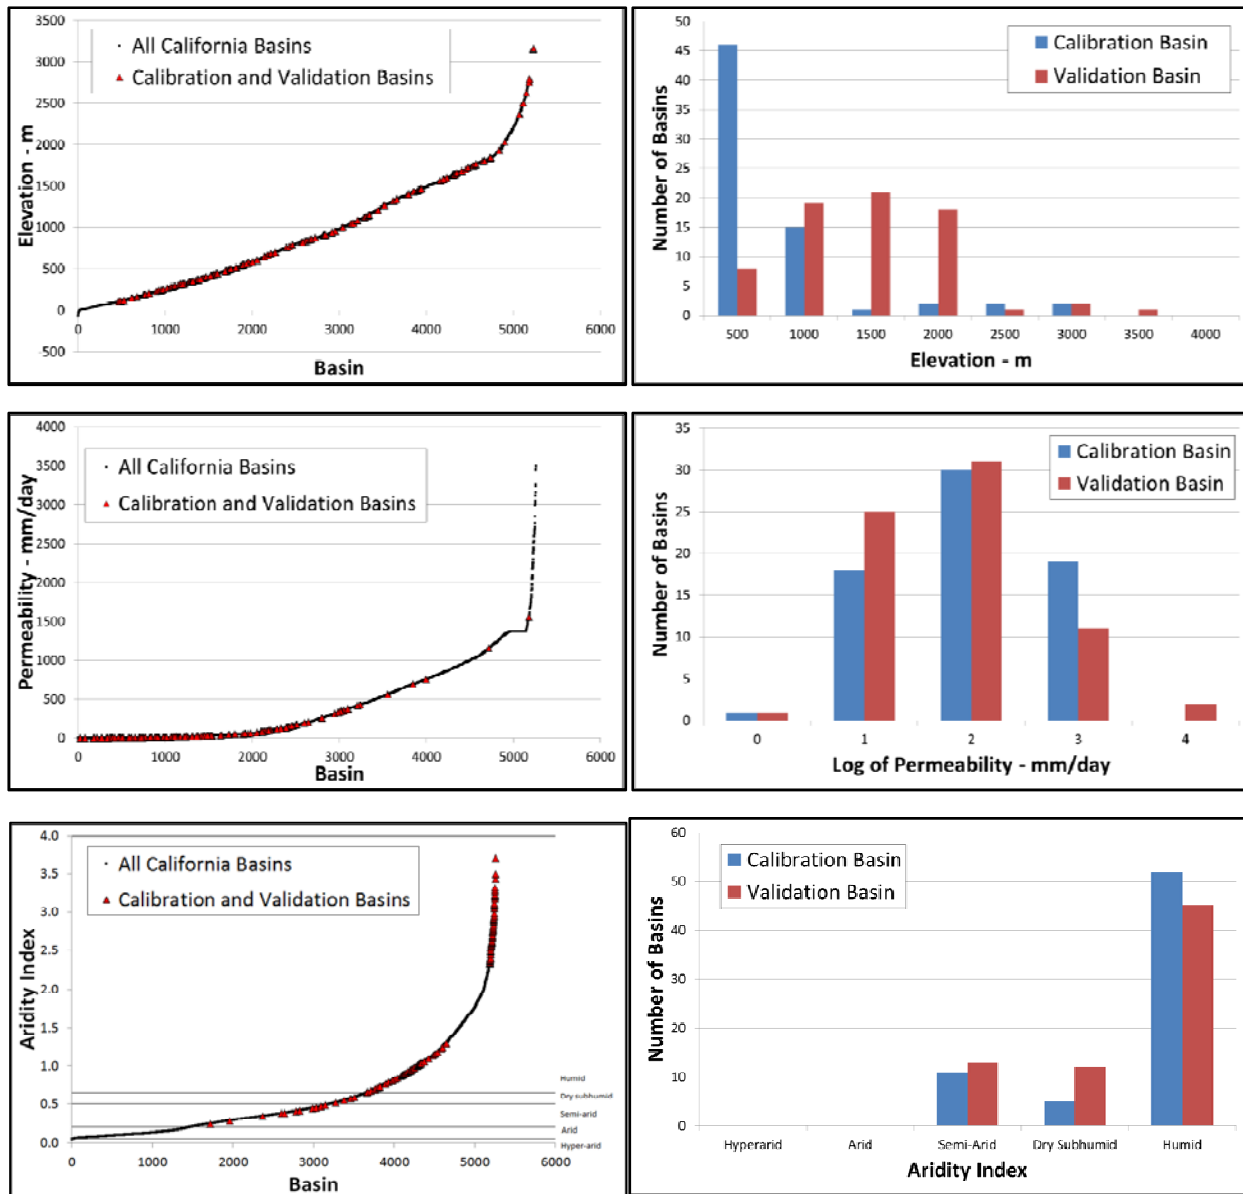 3500
3000
2500
2000
1500
1000
500
0
-500
Elevation - m
All California Basins
Calibration and Validation Basins
0 1000 2000 3000 4000 5000 6000
Basin
50
45
40
35
30
25
20
15
10
5
0
Number of Basins
Calibration Basin
Validation Basin
500 1000 1500 2000 2500 3000 3500 4000
Elevation - m
4000
3500
3000
2500
2000
1500
1000
500
0
Permeability - mm/day
All California Basins
Calibration and Validation Basins
0 1000 2000 3000 4000 5000 6000
Basin
35
30
25
20
15
10
5
0
Number of Basins
Calibration Basin
Validation Basin
0 1 2 3 4
Log of Permeability - mm/day
4.0
3.5
3.0
2.5
2.0
1.5
1.0
0.5
0.0
Aridity Index
All California Basins
Calibration and Validation Basins
Humid
Dry subhumid
Semi-arid
Arid
Hyper-arid
0 1000 2000 3000 4000 5000 6000
Basin
60
50
40
30
20
10
0
Number of Basins
Calibration Basin
Validation Basin
Hyperarid Arid Semi-Arid Dry Subhumid Humid
Aridity Index